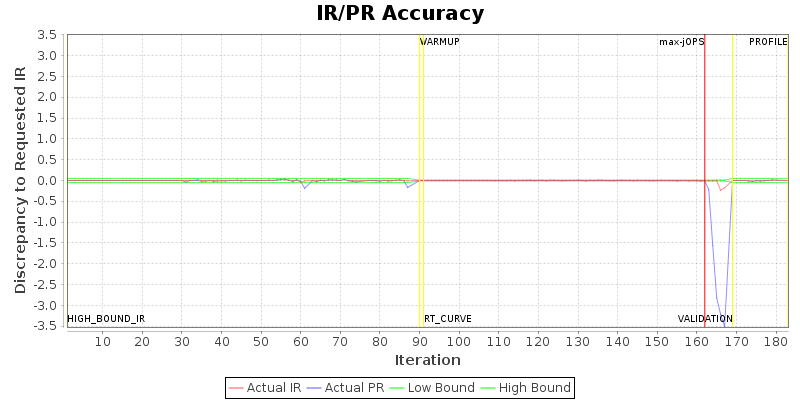 IR/PR Accuracy
Discrepancy to Requested IR
3.5
3.0
2.5
2.0
1.5
1.0
0.5
0.0
-0.5
-1.0
-1.5
-2.0
-2.5
-3.0
-3.5
WARMUP
max-jOPS
PROFILE
HIGH_BOUND_IR
RT_CURVE
VALIDATION
10 20 30 40 50 60 70 80 90 100 110 120 130 140 150 160 170 180
Iteration
Actual IR Actual PR Low Bound High Bound